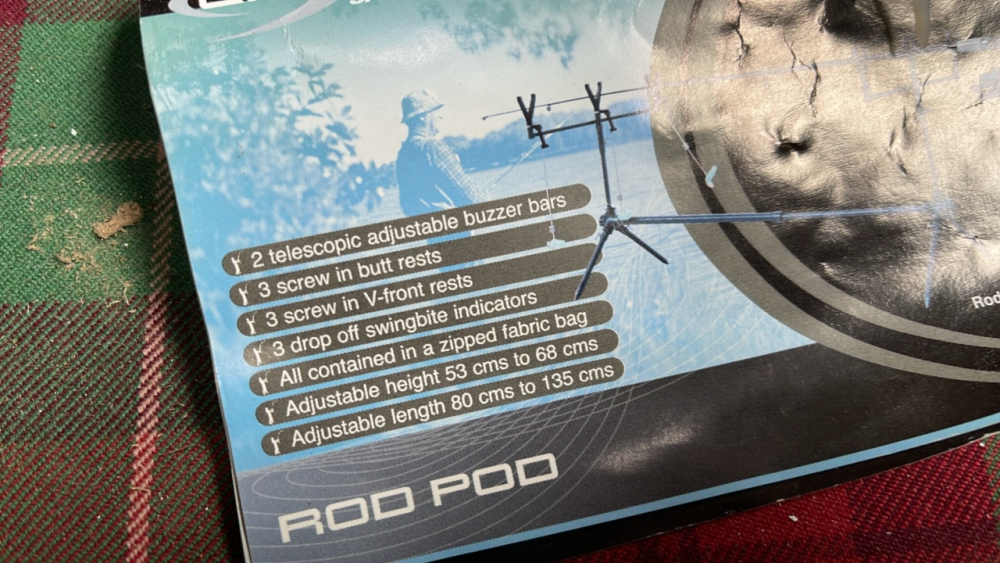 2 telescopic adjustable buzzer bars
3 screw in butt rests
3 screw in V-front rests
3 drop off swingbite indicators
All contained in a zipped fabric bag
Adjustable height 53 cms to 68 cms
Adjustable length 80 cms to 135 cms
Rod
ROD POD